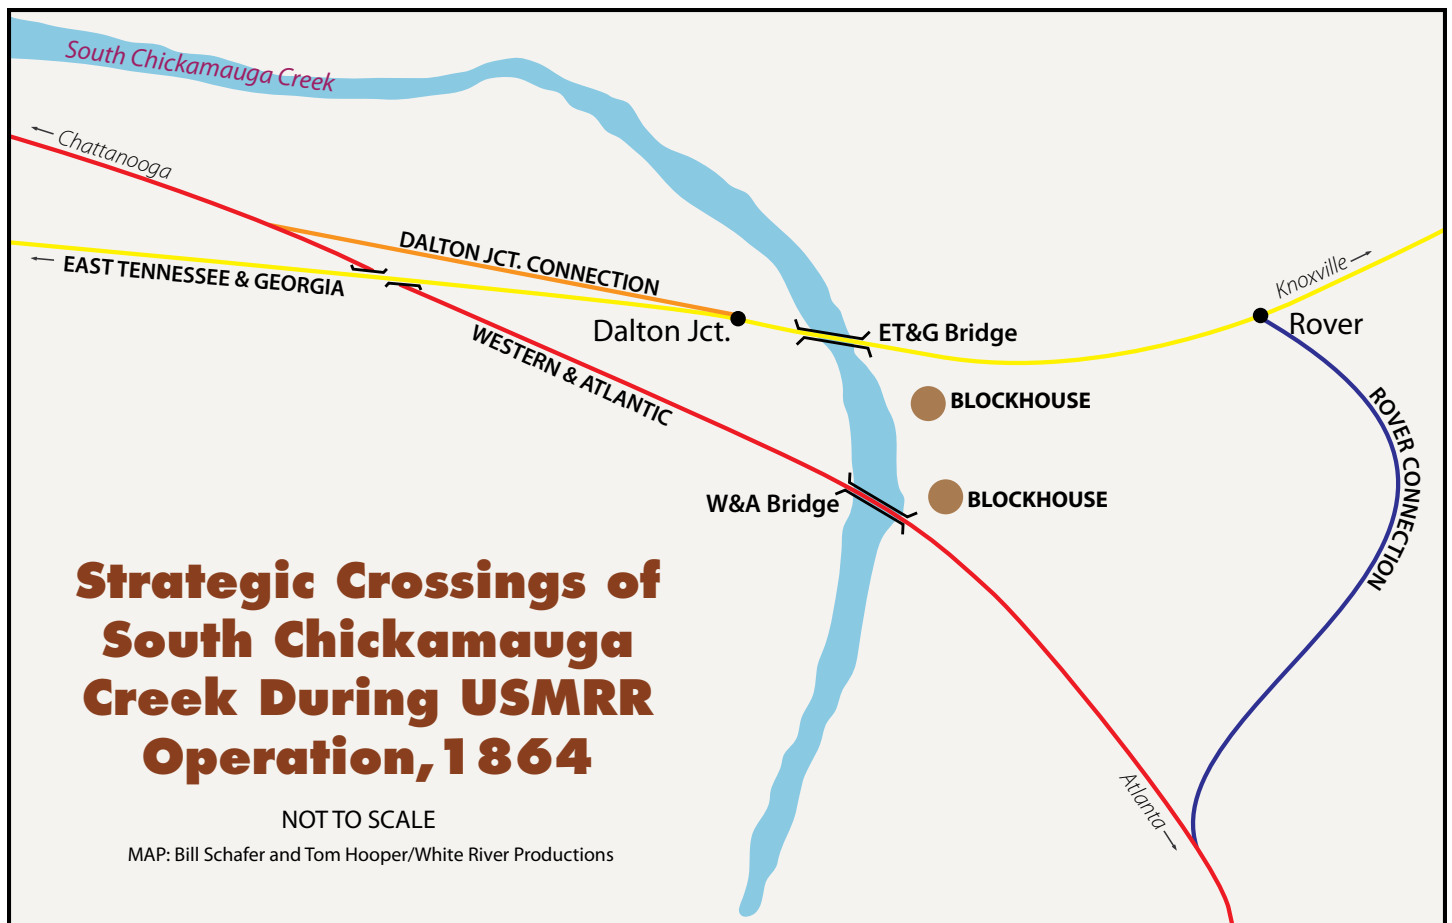 South Chickamauga Creek
Chattanooga
DALTON JCT. CONNECTION
EAST TENNESSEE & GEORGIA
Knoxville
Dalton Jct.
ET&G Bridge
Rover
WESTERN & ATLANTIC
BLOCKHOUSE
ROVER CONNECTION
W&A Bridge
BLOCKHOUSE
Strategic Crossings of
South Chickamauga
Creek During USMRR
Operation, 1864
Atlanta
NOT TO SCALE
MAP: Bill Schafer and Tom Hooper/White River Productions